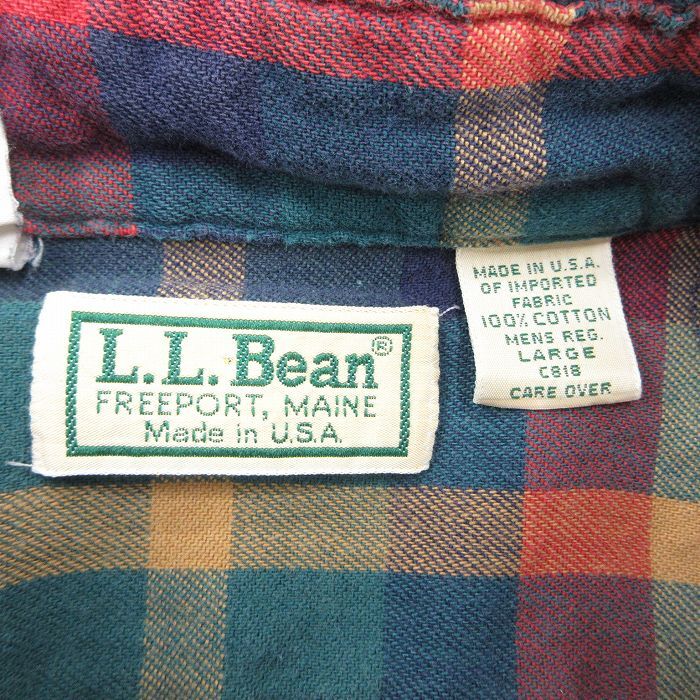 L.L.Bean®
FREEPORT, MAINE
Made in U.S.A.
MADE IN U.S.A.
OF IMPORTED
FABRIC
100% COTTON
MENS REG.
LARGE
C818
CARE OVER